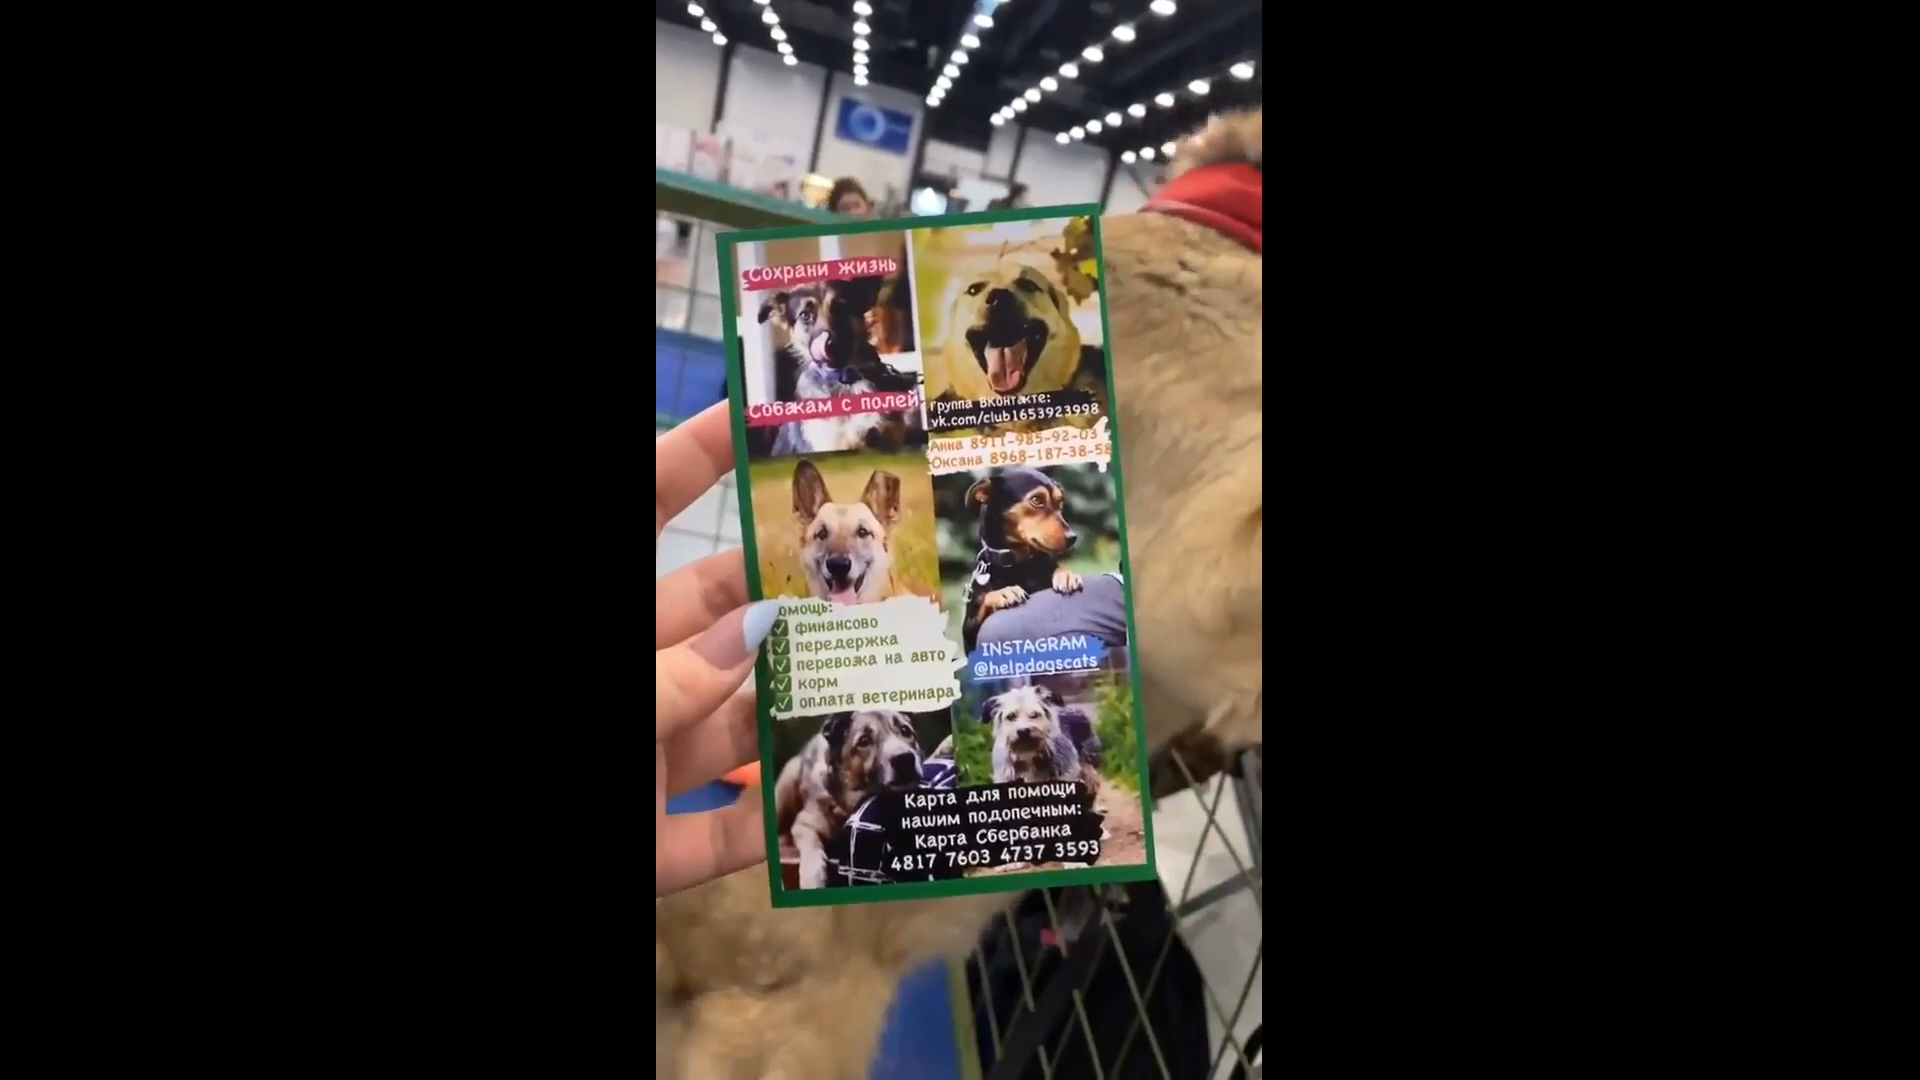 Сохрани жизнь
Собакам с полей
группа ВКонтакте:
vk.com/club1653923998
Анна 8911-985-92-03
Оксана 8968-187-38-58
омощь:
✅ финансово
✅ передержка
✅ перевозка на авто
✅ корм
✅ оплата ветеринара
INSTAGRAM
@helpdogscats
Карта для помощи
нашим подопечным:
Карта Сбербанка
4817 7603 4737 3593